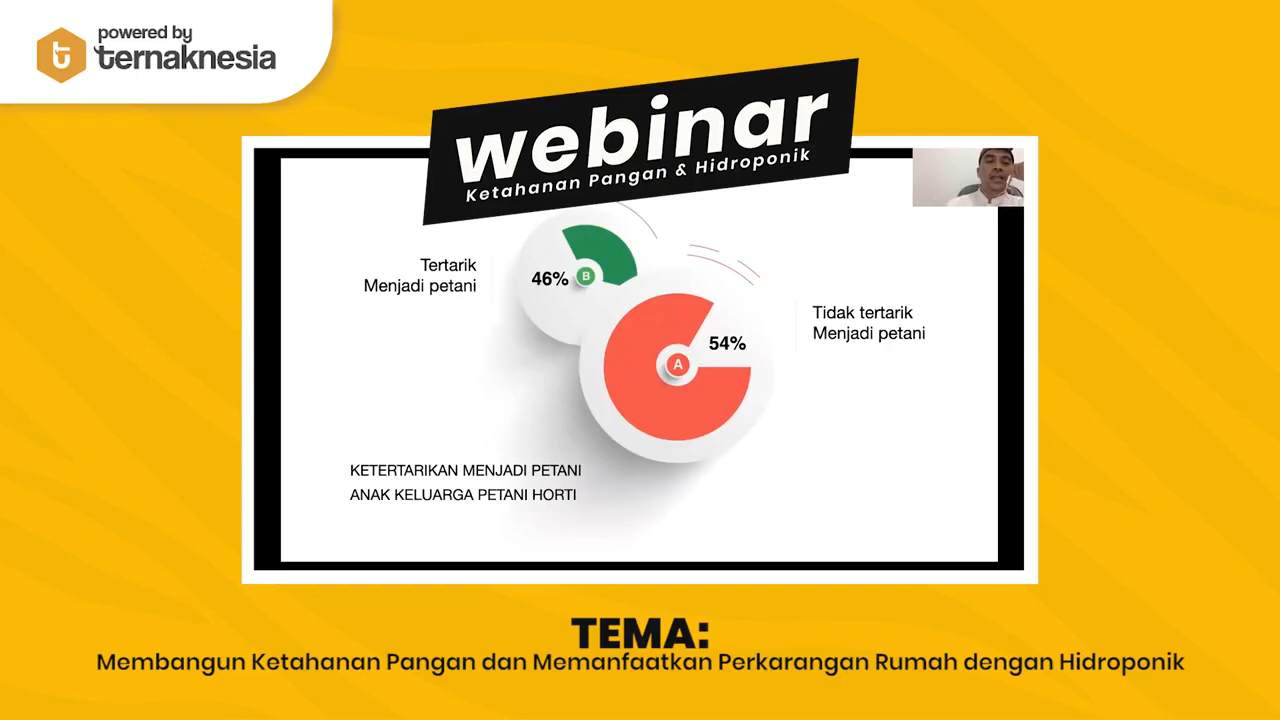 powered by
ternaknesia
webinar
Ketahanan Pangan & Hidroponik
Tertarik
Menjadi petani
46%
B
Tidak tertarik
Menjadi petani
54%
A
KETERTARIKAN MENJADI PETANI
ANAK KELUARGA PETANI HORTI
TEMA:
Membangun Ketahanan Pangan dan Memanfaatkan Perkarangan Rumah dengan Hidroponik